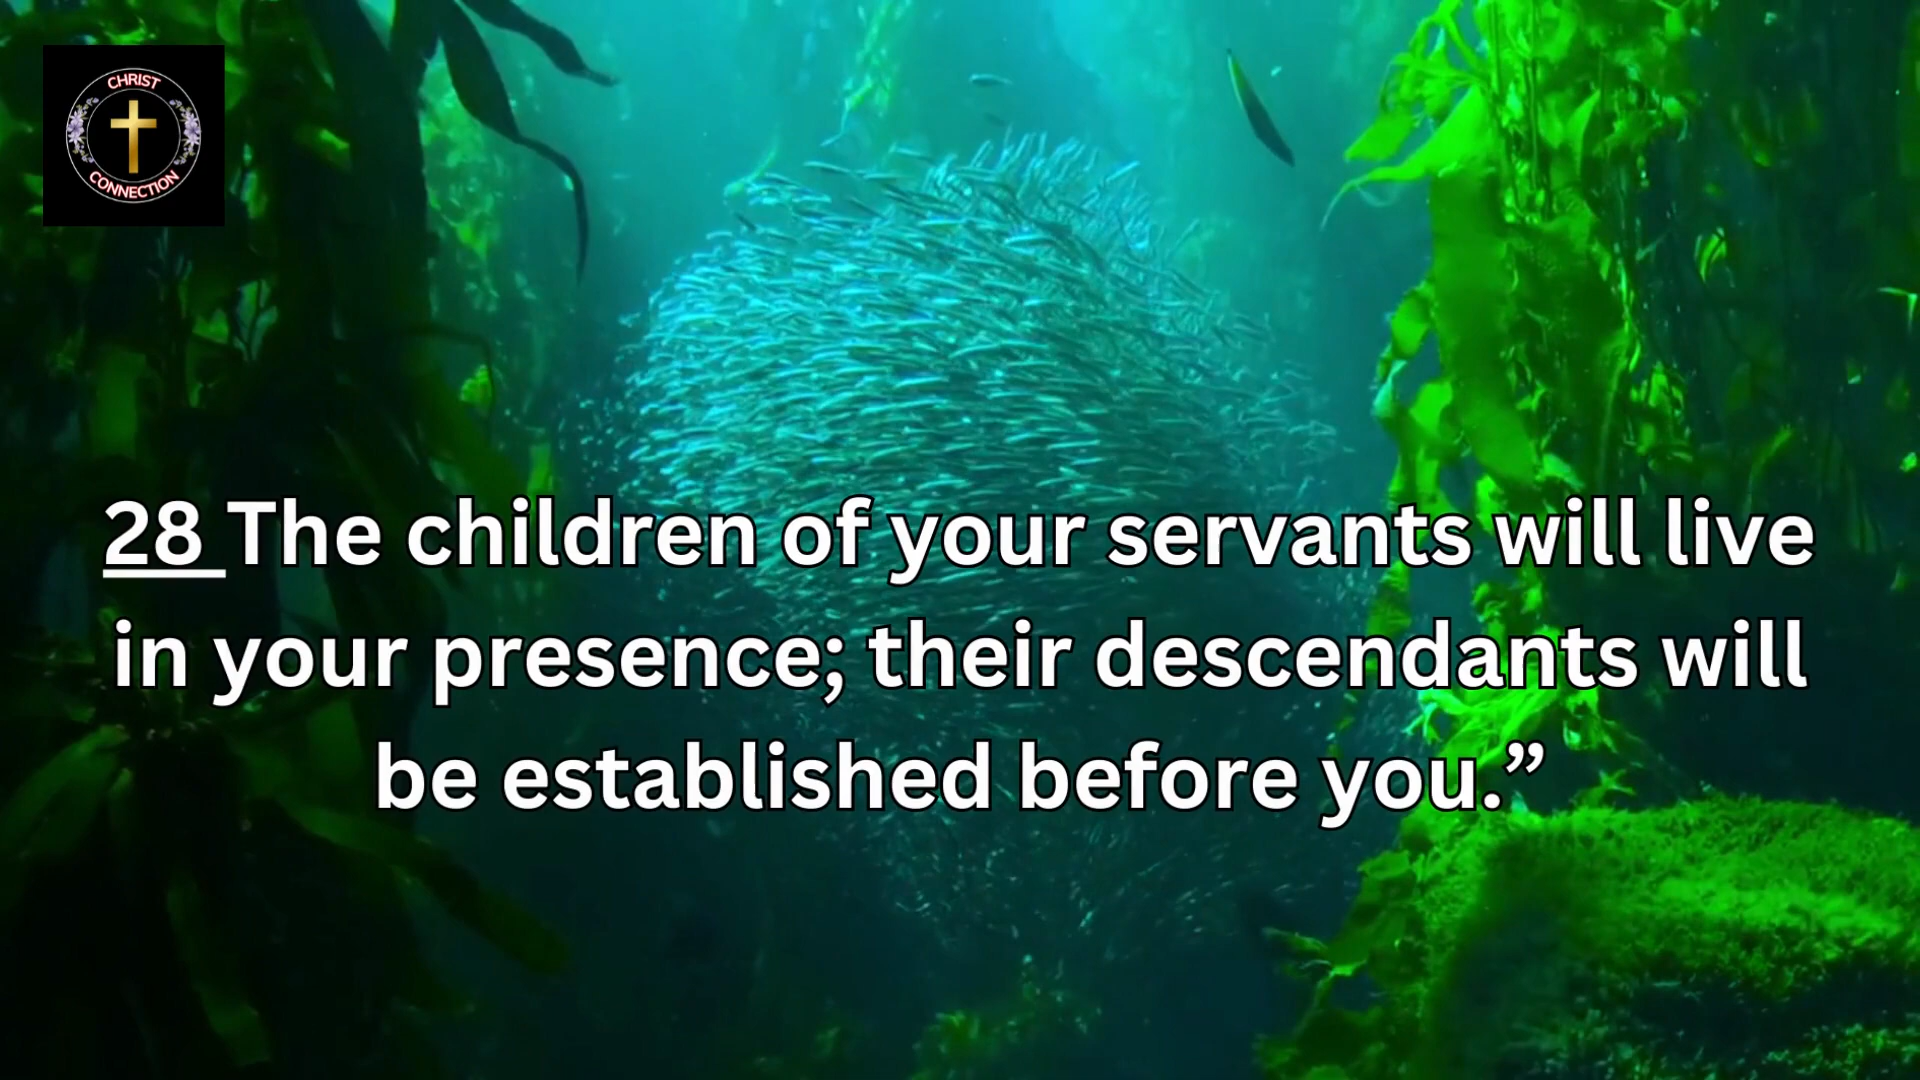 CHRIST
CONNECTION
28 The children of your servants will live
in your presence; their descendants will
be established before you.”